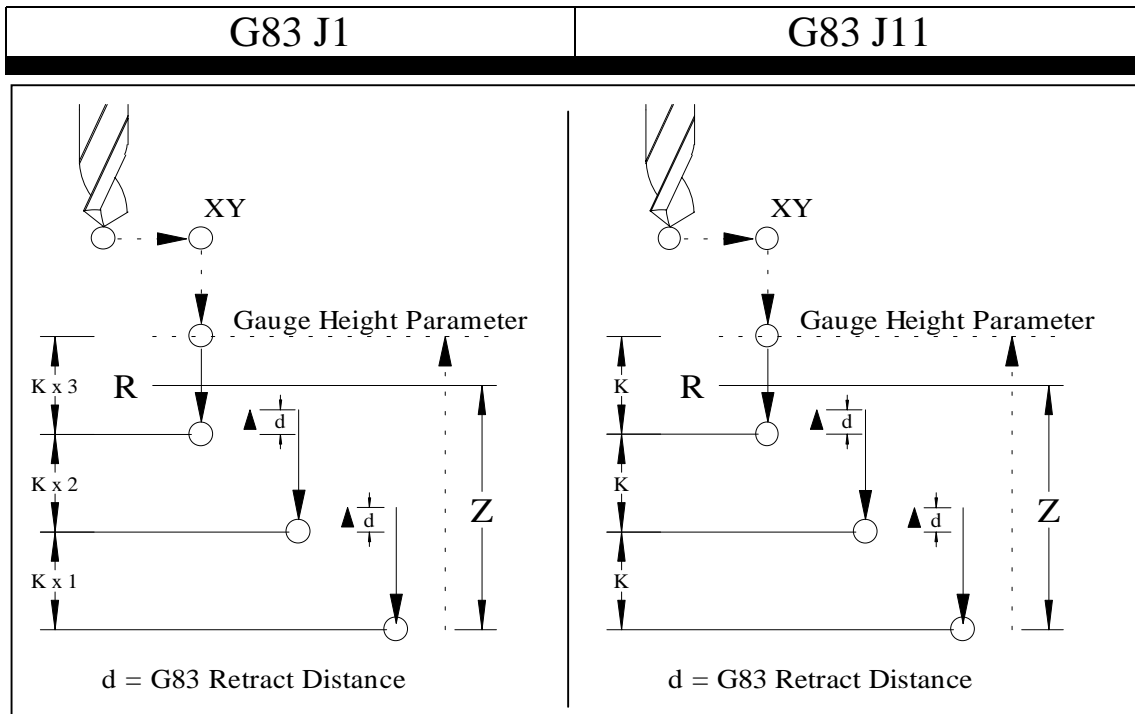 G83 J1
G83 J11
XY
Gauge Height Parameter
K x 3
R
d
K x 2
d
Z
K x 1
d = G83 Retract Distance
XY
Gauge Height Parameter
K
R
d
K
d
Z
K
d = G83 Retract Distance